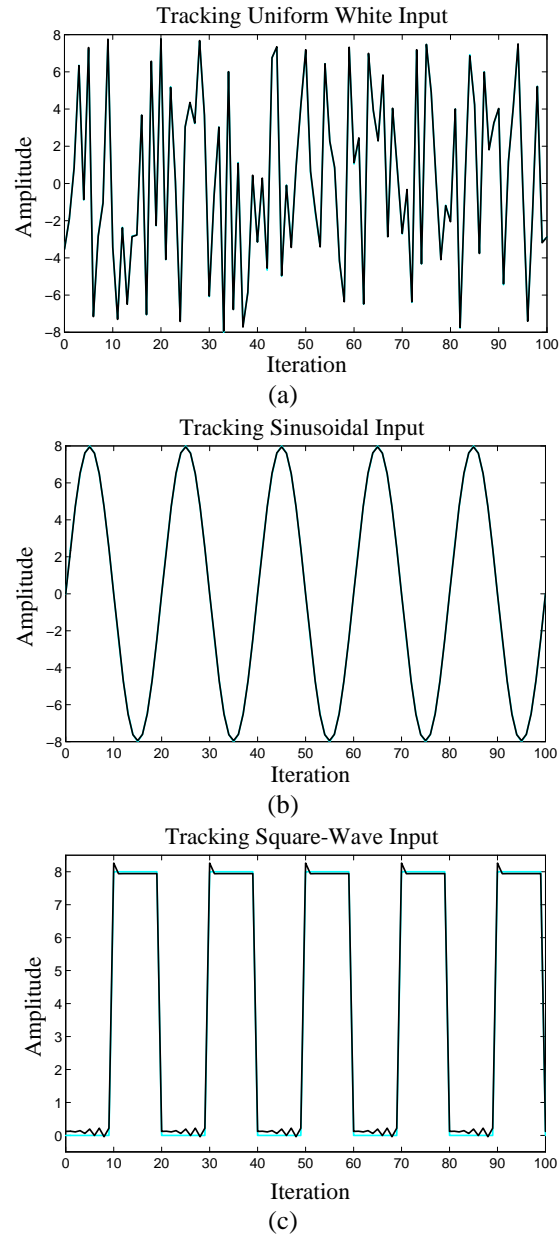 Tracking Uniform White Input
8
6
4
2
0
−2
−4
−6
−8
Amplitude
0 10 20 30 40 50 60 70 80 90 100
Iteration
(a)
Tracking Sinusoidal Input
8
6
4
2
0
−2
−4
−6
−8
Amplitude
0 10 20 30 40 50 60 70 80 90 100
Iteration
(b)
Tracking Square-Wave Input
8
7
6
5
4
3
2
1
0
Amplitude
0 10 20 30 40 50 60 70 80 90 100
Iteration
(c)